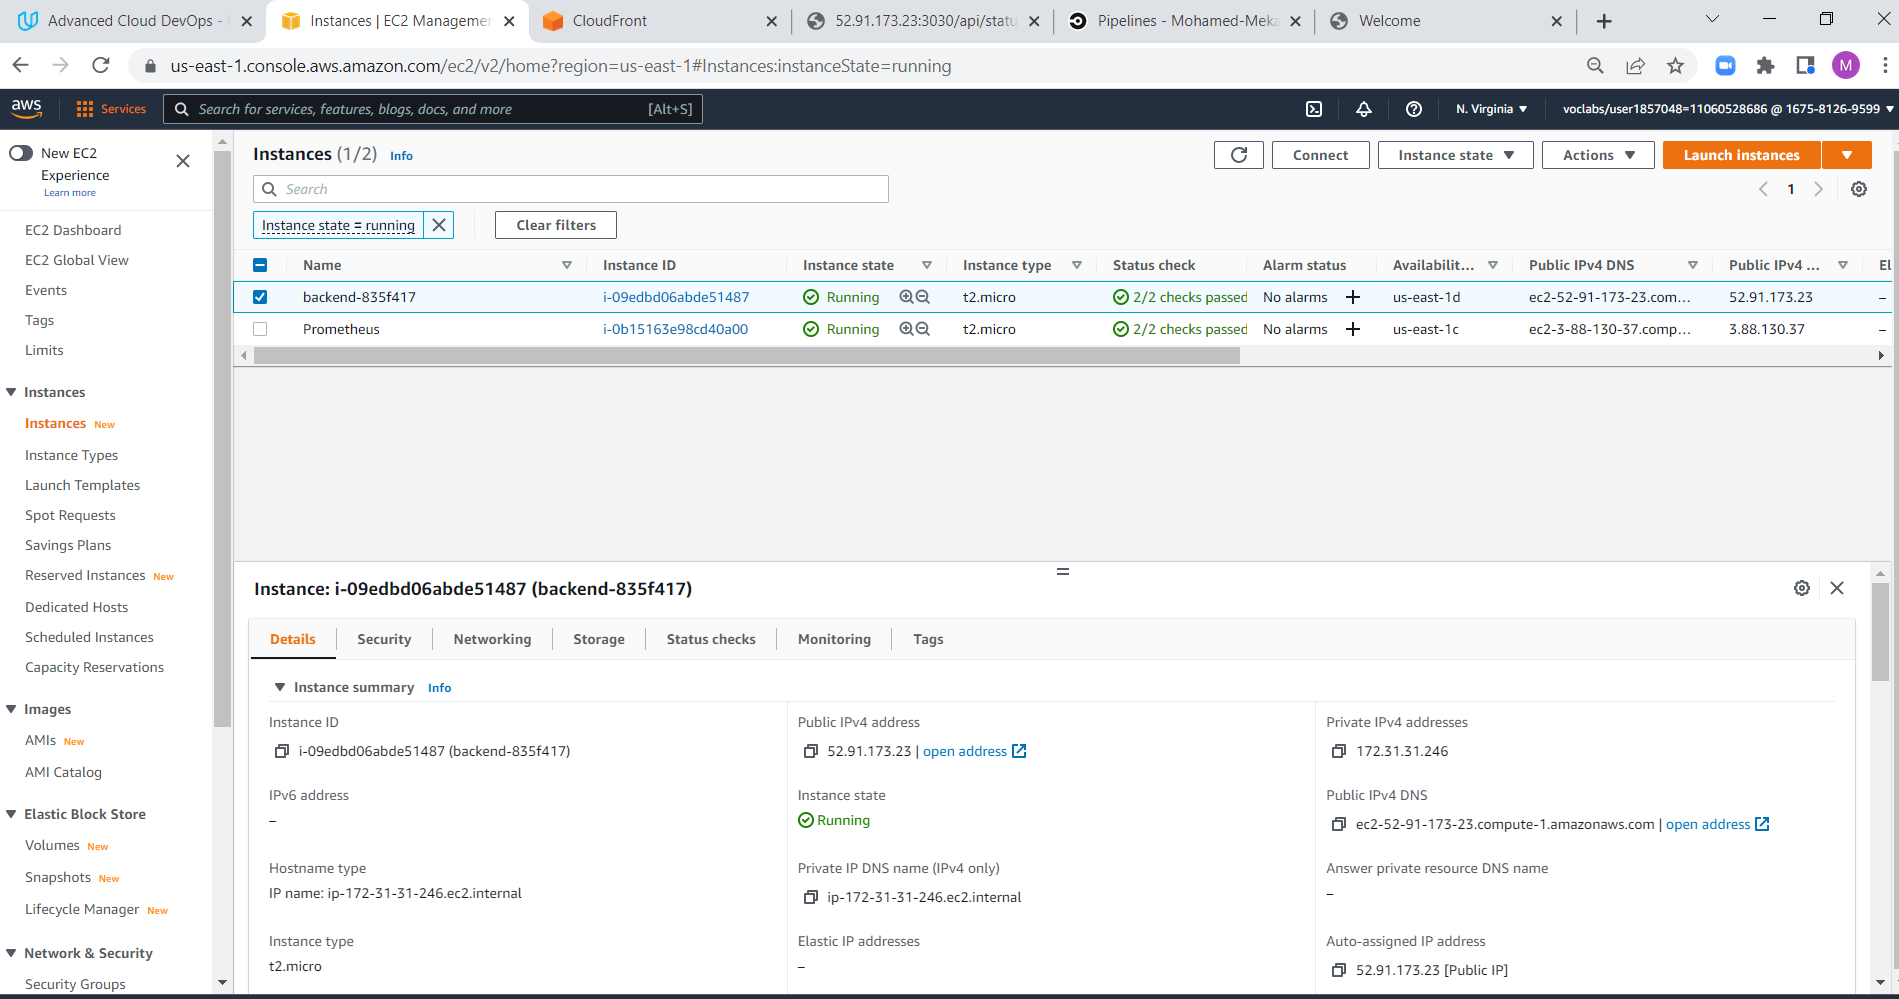 Advanced Cloud DevOps -
Instances | EC2 Managemen
CloudFront
52.91.173.23:3030/api/statu
Pipelines - Mohamed-Meka
Welcome
us-east-1.console.aws.amazon.com/ec2/v2/home?region=us-east-1#Instances:instanceState=running
M
aws
Services
Search for services, features, blogs, docs, and more
[Alt+S]
N. Virginia
voclabs/user1857048=11060528686 @ 1675-8126-9599
New EC2
Experience
Learn more
EC2 Dashboard
EC2 Global View
Events
Tags
Limits
Instances
Instances New
Instance Types
Launch Templates
Spot Requests
Savings Plans
Reserved Instances New
Dedicated Hosts
Scheduled Instances
Capacity Reservations
Images
AMIs New
AMI Catalog
Elastic Block Store
Volumes New
Snapshots New
Lifecycle Manager New
Network & Security
Security Groups
Instances (1/2) Info
Connect
Instance state
Actions
Launch instances
Search
1
Instance state = running
Clear filters
Name Instance ID Instance state Instance type Status check Alarm status Availabilit... Public IPv4 DNS Public IPv4 ... El
backend-835f417 i-09edbd06abde51487 Running t2.micro 2/2 checks passed No alarms + us-east-1d ec2-52-91-173-23.com... 52.91.173.23 –
Prometheus i-0b15163e98cd40a00 Running t2.micro 2/2 checks passed No alarms + us-east-1c ec2-3-88-130-37.comp... 3.88.130.37 –
Instance: i-09edbd06abde51487 (backend-835f417)
Details Security Networking Storage Status checks Monitoring Tags
Instance summary Info
Instance ID
i-09edbd06abde51487 (backend-835f417)
Public IPv4 address
52.91.173.23 | open address
Private IPv4 addresses
172.31.31.246
IPv6 address
–
Instance state
Running
Public IPv4 DNS
ec2-52-91-173-23.compute-1.amazonaws.com | open address
Hostname type
IP name: ip-172-31-31-246.ec2.internal
Private IP DNS name (IPv4 only)
ip-172-31-31-246.ec2.internal
Answer private resource DNS name
–
Instance type
t2.micro
Elastic IP addresses
–
Auto-assigned IP address
52.91.173.23 [Public IP]